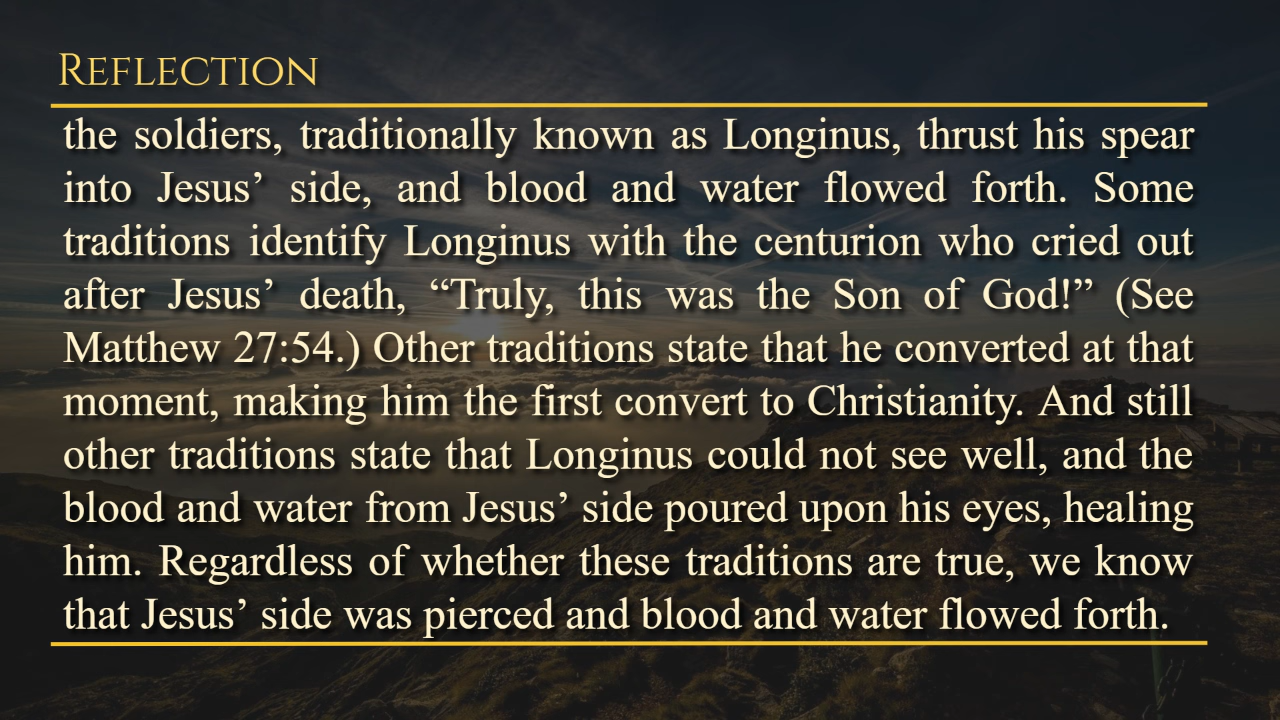 REFLECTION
the soldiers, traditionally known as Longinus, thrust his spear
into Jesus’ side, and blood and water flowed forth. Some
traditions identify Longinus with the centurion who cried out
after Jesus’ death, “Truly, this was the Son of God!” (See
Matthew 27:54.) Other traditions state that he converted at that
moment, making him the first convert to Christianity. And still
other traditions state that Longinus could not see well, and the
blood and water from Jesus’ side poured upon his eyes, healing
him. Regardless of whether these traditions are true, we know
that Jesus’ side was pierced and blood and water flowed forth.